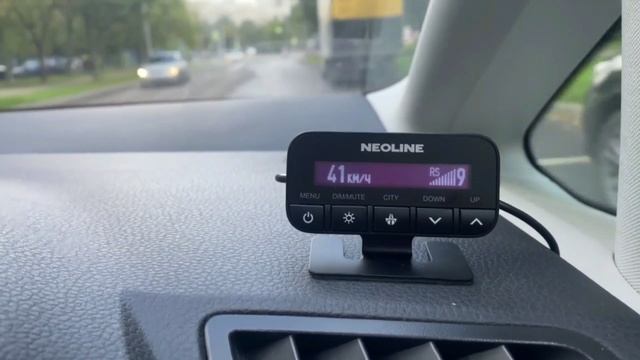 NEOLINE
41 КМ/Ч RS 9
MENU DIM/MUTE CITY DOWN UP